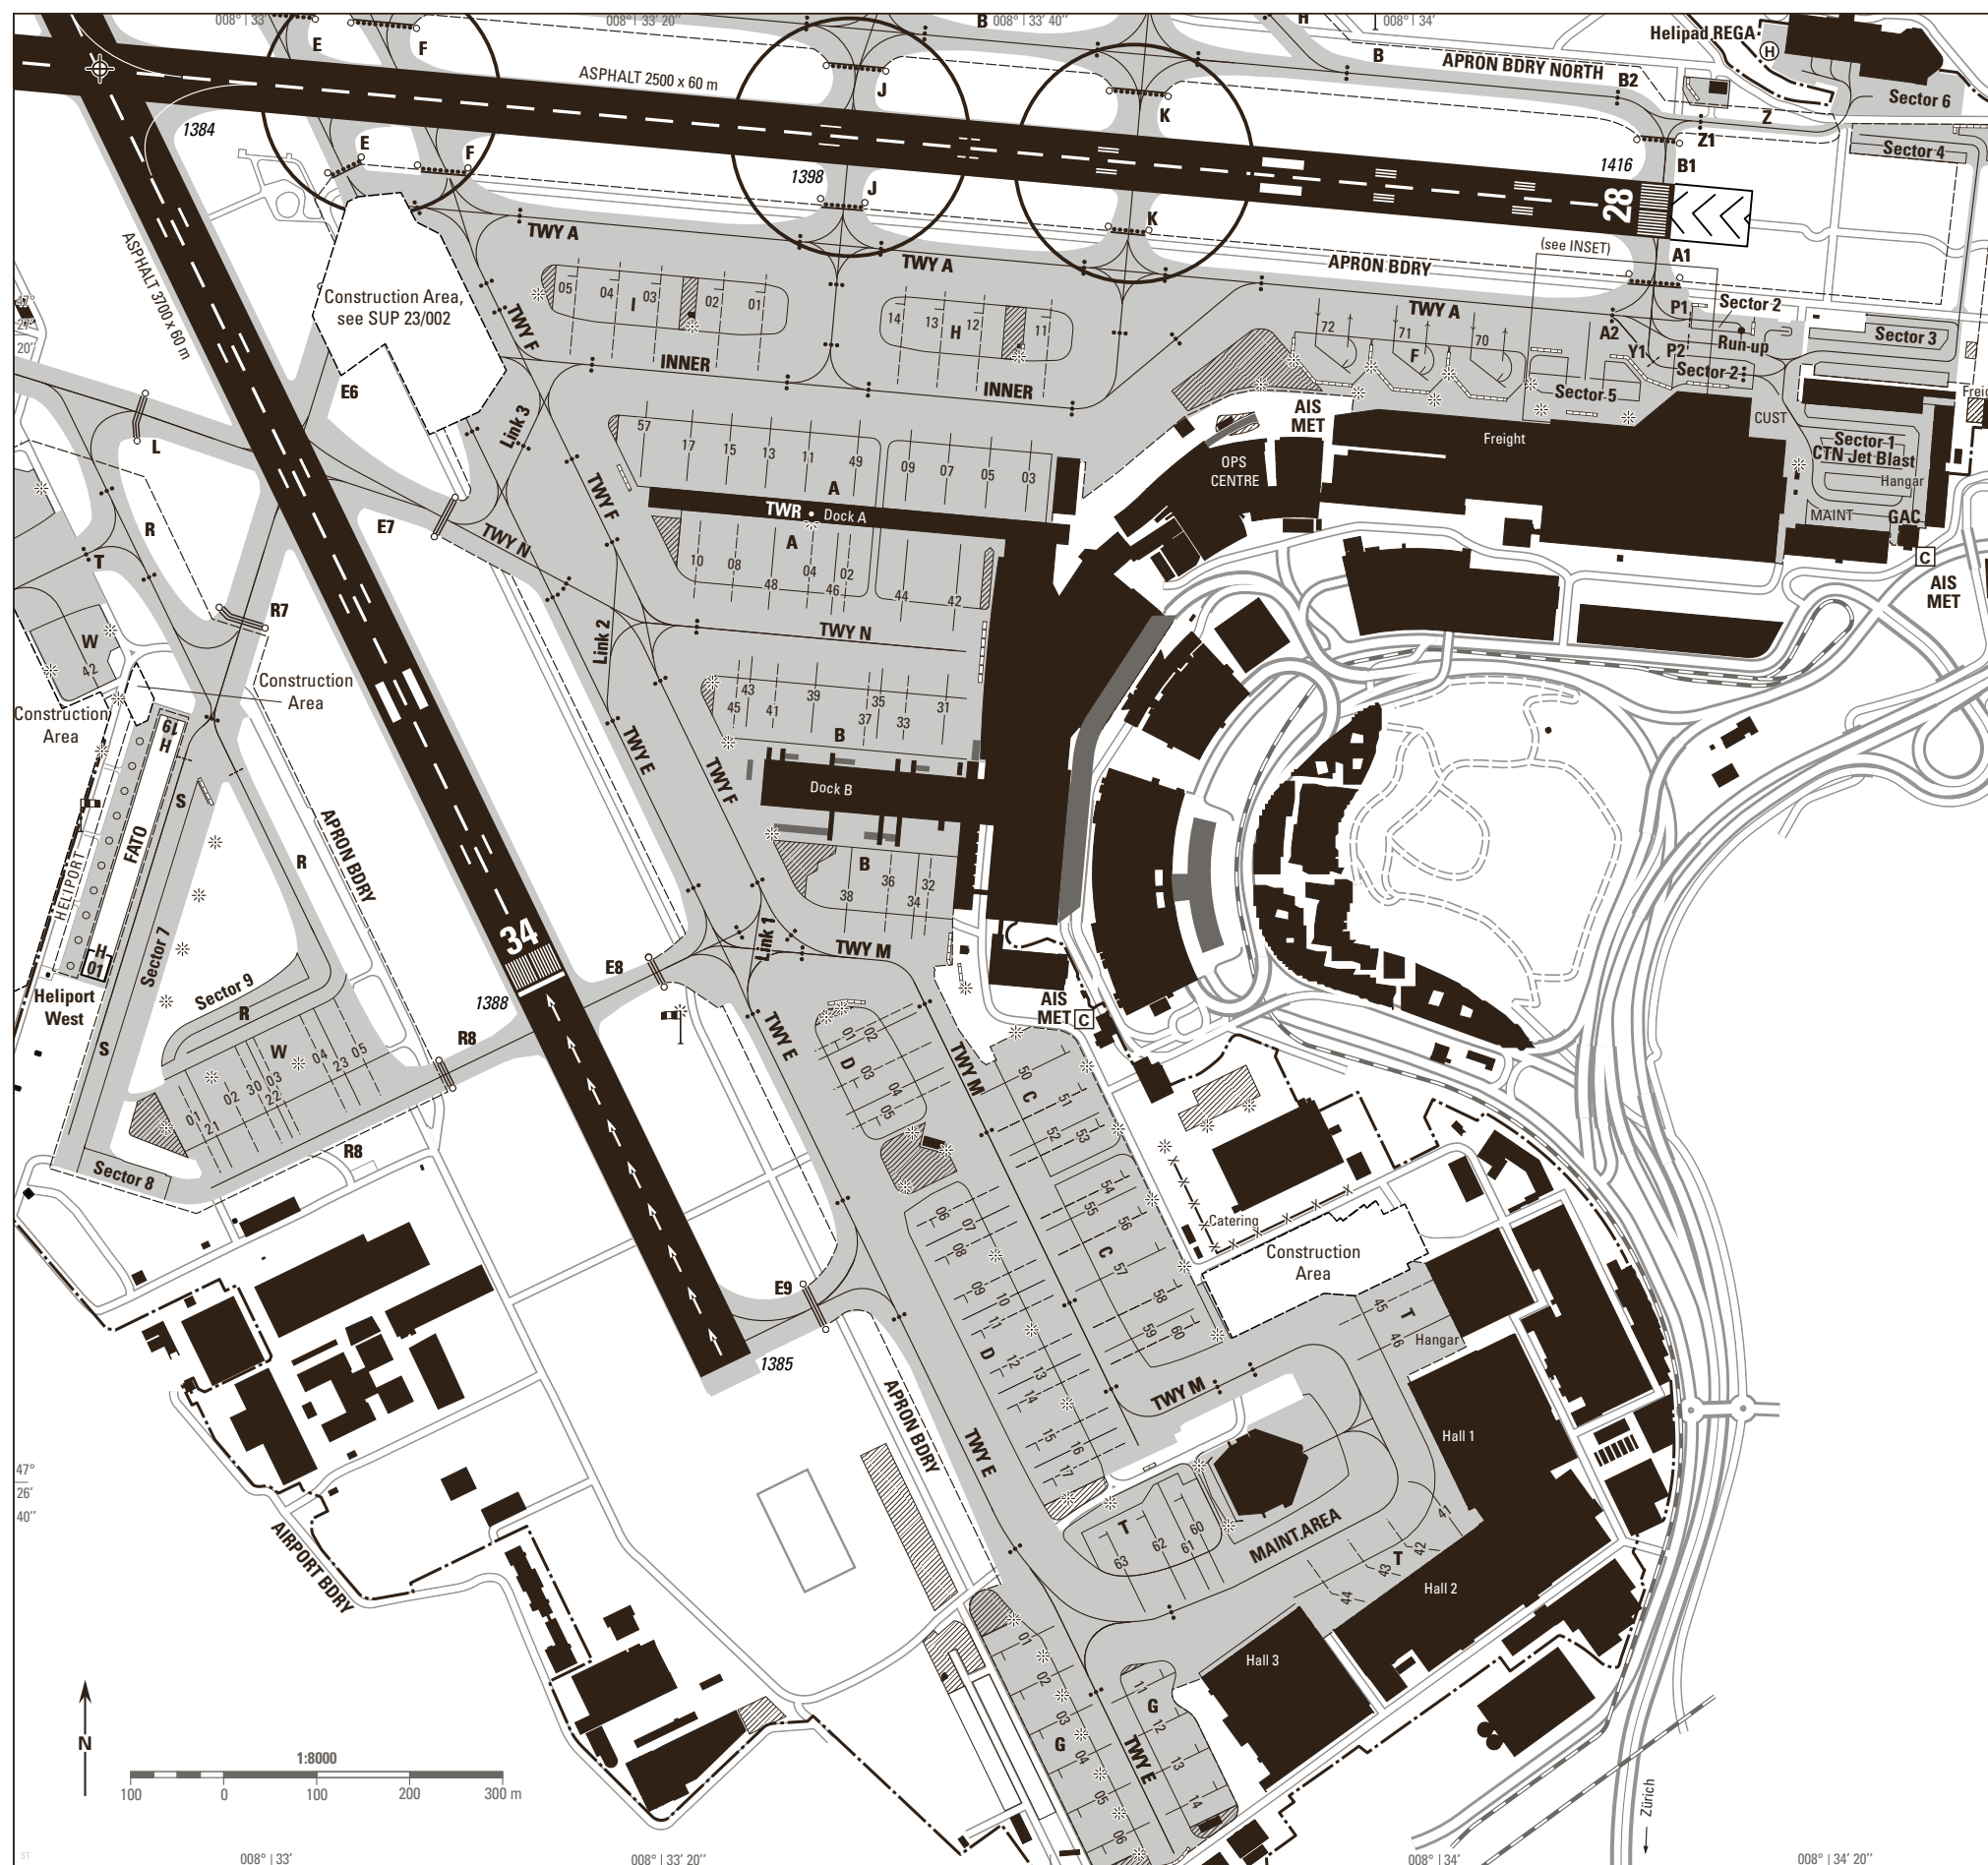 008° | 33'
008° | 33' 20"
008° | 33' 40"
008° | 34'
E
F
B
H
B
APRON BDRY NORTH
B2
Helipad REGA
H
Sector 6
ASPHALT 2500 x 60 m
J
K
Z
Z1
Sector 4
1384
E
F
1398
J
K
1416
28
B1
TWY A
TWY A
APRON BDRY
(see INSET)
A1
TWY A
P1
Sector 2
A2
Sector 3
Run-up
Y1
P2
Sector 2
Sector 5
ASPHALT 3700 x 60 m
Construction Area,
see SUP 23/002
05
04
I
03
02
01
14
13
H
12
11
72
71
F
70
TWY F
INNER
INNER
47°
27'
20"
E6
Link 3
57
17
15
13
11
49
09
07
05
03
A
AIS
MET
Freight
CUST
Sector 1
CTN Jet Blast
Hangar
OPS
CENTRE
MAINT
GAC
C
AIS
MET
L
R
T
E7
TWY N
TWY F
TWR
Dock A
A
10
08
48
04
46
02
44
42
R7
Link 2
TWY N
W
42
Construction
Area
Construction
Area
45
43
41
39
37
35
33
31
B
TWY E
TWY F
Dock B
H
19
S
FATO
HELIPORT
R
APRON BDRY
B
38
36
34
32
H
01
Sector 7
34
E8
Link 1
TWY M
Sector 9
R
1388
Heliport
West
S
R8
TWY E
AIS
MET
C
W
01
21
02
30
03
22
04
23
05
R8
Sector 8
01
02
D
03
04
05
TWY M
50
C
51
52
53
54
55
56
C
57
58
59
60
Catering
Construction
Area
06
07
08
09
10
11
D
12
13
14
15
16
17
E9
1385
45
T
46
Hangar
TWY M
APRON BDRY
TWY E
Hall 1
47°
26'
40"
AIRPORT BDRY
T
63
62
61
60
MAINT.AREA
41
42
T
43
44
Hall 2
Hall 3
01
02
03
G
04
05
06
11
G
12
13
14
TWY E
N
1:8000
100
0
100
200
300 m
Zürich
ST
008° | 33'
008° | 33' 20"
008° | 34'
008° | 34' 20"